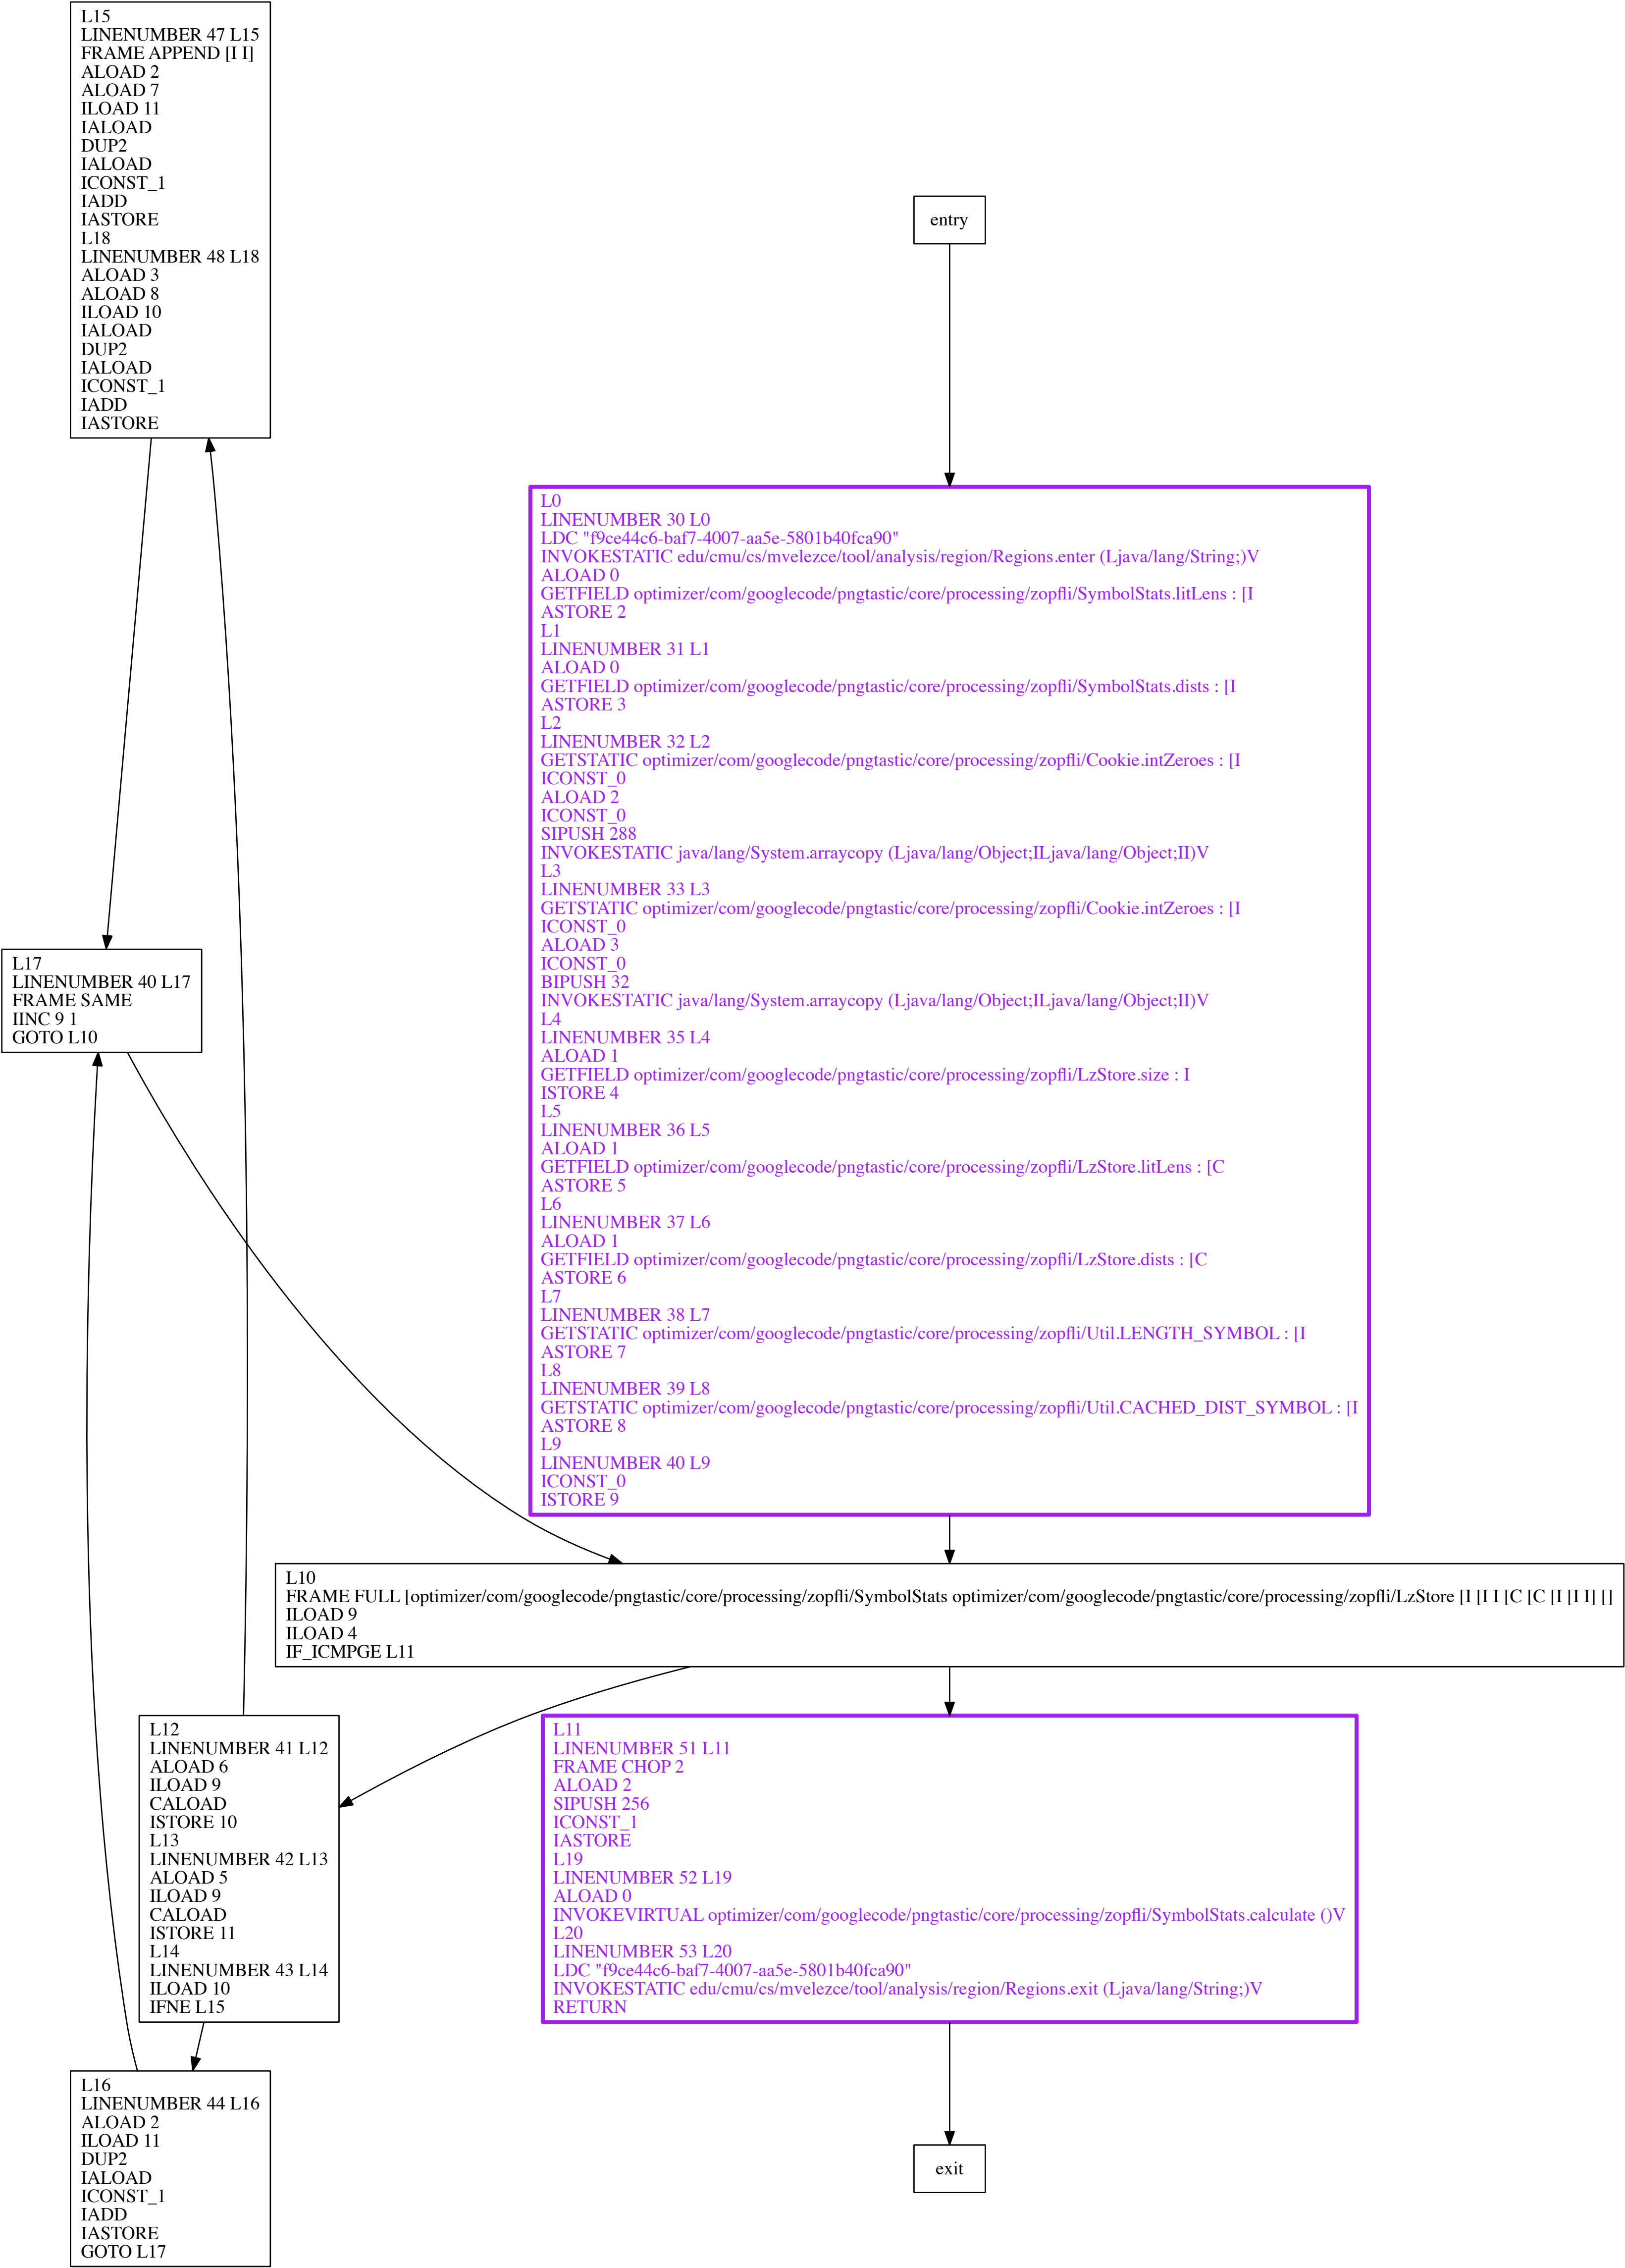 L15
LINENUMBER 47 L15
FRAME APPEND [I I]
ALOAD 2
ALOAD 7
ILOAD 11
IALOAD
DUP2
IALOAD
ICONST_1
IADD
IASTORE
L18
LINENUMBER 48 L18
ALOAD 3
ALOAD 8
ILOAD 10
IALOAD
DUP2
IALOAD
ICONST_1
IADD
IASTORE
entry
L0
LINENUMBER 30 L0
LDC "f9ce44c6-baf7-4007-aa5e-5801b40fca90"
INVOKESTATIC edu/cmu/cs/mvelezce/tool/analysis/region/Regions.enter (Ljava/lang/String;)V
ALOAD 0
GETFIELD optimizer/com/googlecode/pngtastic/core/processing/zopfli/SymbolStats.litLens : [I
ASTORE 2
L1
LINENUMBER 31 L1
ALOAD 0
GETFIELD optimizer/com/googlecode/pngtastic/core/processing/zopfli/SymbolStats.dists : [I
ASTORE 3
L2
LINENUMBER 32 L2
GETSTATIC optimizer/com/googlecode/pngtastic/core/processing/zopfli/Cookie.intZeroes : [I
ICONST_0
ALOAD 2
ICONST_0
SIPUSH 288
INVOKESTATIC java/lang/System.arraycopy (Ljava/lang/Object;ILjava/lang/Object;II)V
L3
LINENUMBER 33 L3
GETSTATIC optimizer/com/googlecode/pngtastic/core/processing/zopfli/Cookie.intZeroes : [I
ICONST_0
ALOAD 3
ICONST_0
BIPUSH 32
INVOKESTATIC java/lang/System.arraycopy (Ljava/lang/Object;ILjava/lang/Object;II)V
L4
LINENUMBER 35 L4
ALOAD 1
GETFIELD optimizer/com/googlecode/pngtastic/core/processing/zopfli/LzStore.size : I
ISTORE 4
L5
LINENUMBER 36 L5
ALOAD 1
GETFIELD optimizer/com/googlecode/pngtastic/core/processing/zopfli/LzStore.litLens : [C
ASTORE 5
L6
LINENUMBER 37 L6
ALOAD 1
GETFIELD optimizer/com/googlecode/pngtastic/core/processing/zopfli/LzStore.dists : [C
ASTORE 6
L7
LINENUMBER 38 L7
GETSTATIC optimizer/com/googlecode/pngtastic/core/processing/zopfli/Util.LENGTH_SYMBOL : [I
ASTORE 7
L8
LINENUMBER 39 L8
GETSTATIC optimizer/com/googlecode/pngtastic/core/processing/zopfli/Util.CACHED_DIST_SYMBOL : [I
ASTORE 8
L9
LINENUMBER 40 L9
ICONST_0
ISTORE 9
L17
LINENUMBER 40 L17
FRAME SAME
IINC 9 1
GOTO L10
L10
FRAME FULL [optimizer/com/googlecode/pngtastic/core/processing/zopfli/SymbolStats optimizer/com/googlecode/pngtastic/core/processing/zopfli/LzStore [I [I I [C [C [I [I I] []
ILOAD 9
ILOAD 4
IF_ICMPGE L11
L12
LINENUMBER 41 L12
ALOAD 6
ILOAD 9
CALOAD
ISTORE 10
L13
LINENUMBER 42 L13
ALOAD 5
ILOAD 9
CALOAD
ISTORE 11
L14
LINENUMBER 43 L14
ILOAD 10
IFNE L15
L11
LINENUMBER 51 L11
FRAME CHOP 2
ALOAD 2
SIPUSH 256
ICONST_1
IASTORE
L19
LINENUMBER 52 L19
ALOAD 0
INVOKEVIRTUAL optimizer/com/googlecode/pngtastic/core/processing/zopfli/SymbolStats.calculate ()V
L20
LINENUMBER 53 L20
LDC "f9ce44c6-baf7-4007-aa5e-5801b40fca90"
INVOKESTATIC edu/cmu/cs/mvelezce/tool/analysis/region/Regions.exit (Ljava/lang/String;)V
RETURN
L16
LINENUMBER 44 L16
ALOAD 2
ILOAD 11
DUP2
IALOAD
ICONST_1
IADD
IASTORE
GOTO L17
exit